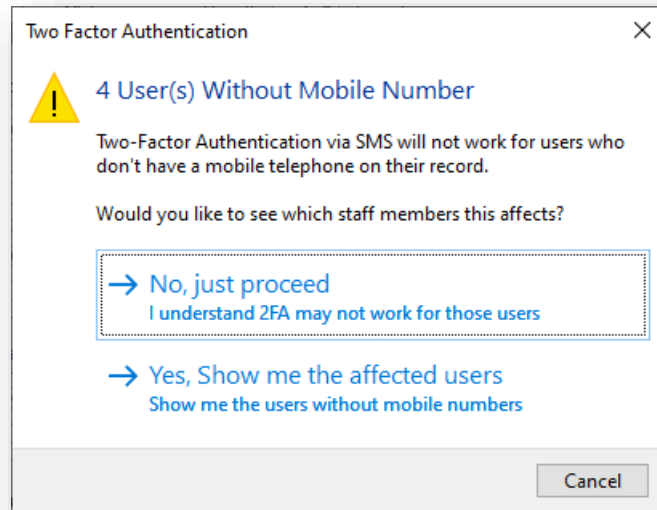 Two Factor Authentication
4 User(s) Without Mobile Number
Two-Factor Authentication via SMS will not work for users who
don't have a mobile telephone on their record.
Would you like to see which staff members this affects?
No, just proceed
I understand 2FA may not work for those users
Yes, Show me the affected users
Show me the users without mobile numbers
Cancel